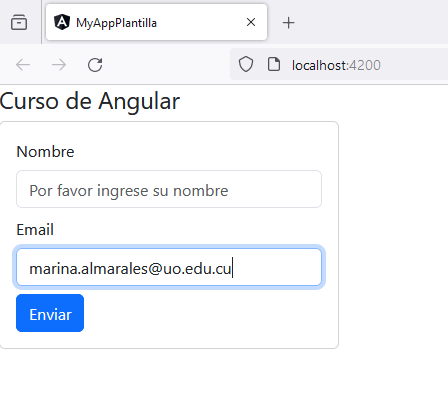 MyAppPlantilla
localhost:4200
Curso de Angular
Nombre
Por favor ingrese su nombre
Email
marina.almarales@uo.edu.cu
Enviar